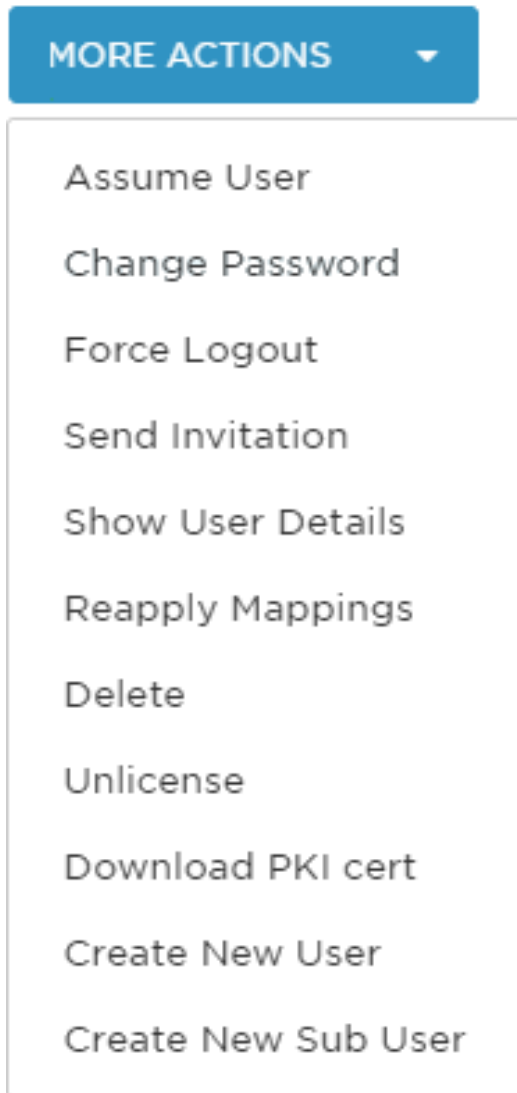 MORE ACTIONS
Assume User
Change Password
Force Logout
Send Invitation
Show User Details
Reapply Mappings
Delete
Unlicense
Download PKI cert
Create New User
Create New Sub User